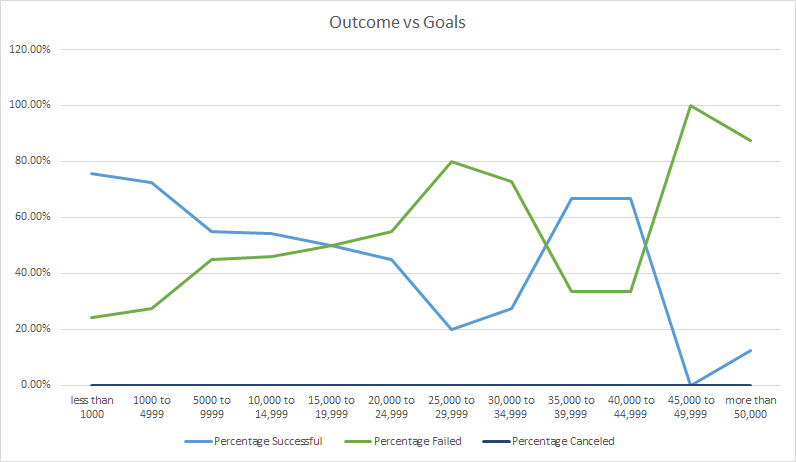 Outcome vs Goals
120.00%
100.00%
80.00%
60.00%
40.00%
20.00%
0.00%
less than 1000 to 5000 to 10,000 to 15,000 to 20,000 to 25,000 to 30,000 to 35,000 to 40,000 to 45,000 to more than
1000 4999 9999 14,999 19,999 24,999 29,999 34,999 39,999 44,999 49,999 50,000
Percentage Successful Percentage Failed Percentage Canceled